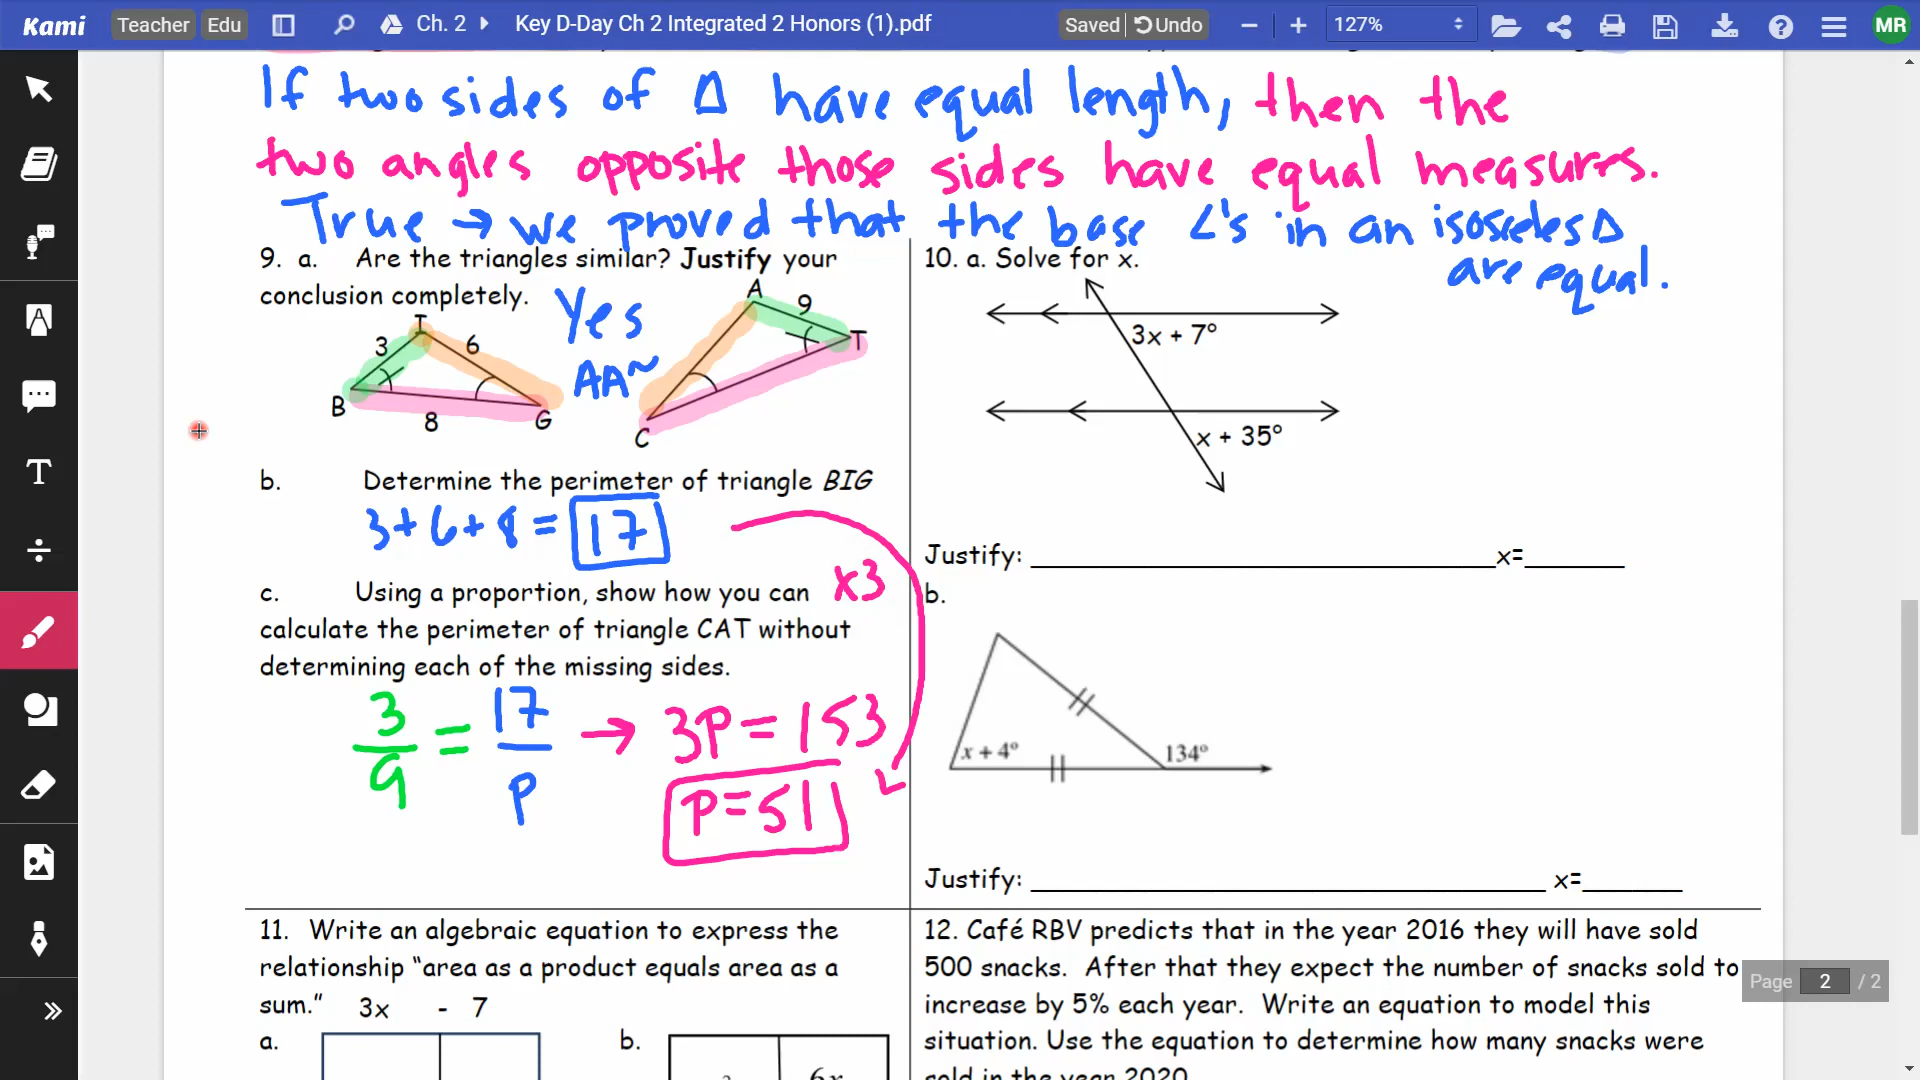 Kami Teacher Edu Ch. 2 Key D-Day Ch 2 Integrated 2 Honors (1).pdf Saved Undo 127% MR
If two sides of Δ have equal length, then the
two angles opposite those sides have equal measures.
True → we proved that the base ∠'s in an isosceles Δ
are equal.
9. a. Are the triangles similar? Justify your
conclusion completely.
Yes
AA~
I
3
6
B
8
G
A
9
T
C
b. Determine the perimeter of triangle BIG
3+6+8=17
c. Using a proportion, show how you can
calculate the perimeter of triangle CAT without
determining each of the missing sides.
x3
3/9 = 17/P → 3P=153
P=51
10. a. Solve for x.
3x + 7°
x + 35°
Justify: ______ x=______
b.
x + 4°
134°
Justify: ______ x=______
11. Write an algebraic equation to express the
relationship “area as a product equals area as a
sum.”
3x - 7
a.
b.
6x
12. Café RBV predicts that in the year 2016 they will have sold
500 snacks. After that they expect the number of snacks sold to
increase by 5% each year. Write an equation to model this
situation. Use the equation to determine how many snacks were
sold in the year 2020
Page 2 / 2